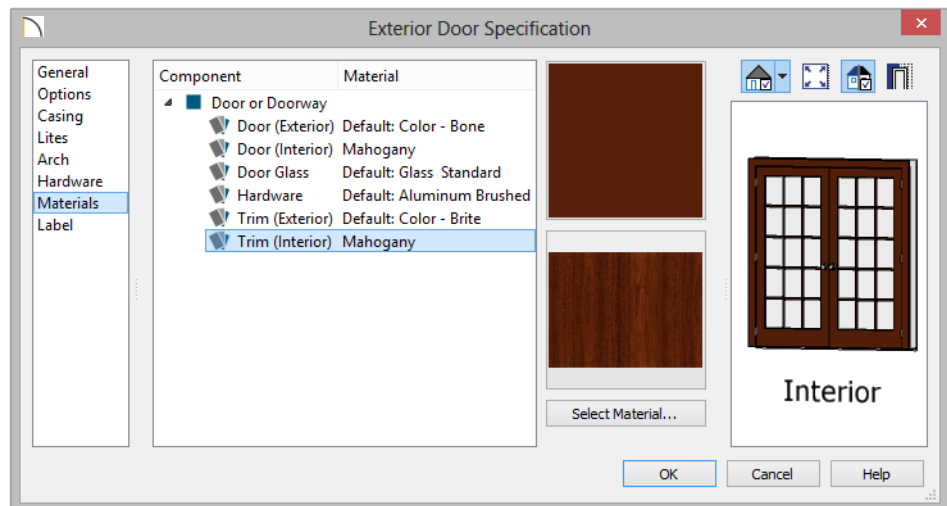 Exterior Door Specification
General
Options
Casing
Lites
Arch
Hardware
Materials
Label
Component Material
Door or Doorway
Door (Exterior) Default: Color - Bone
Door (Interior) Mahogany
Door Glass Default: Glass Standard
Hardware Default: Aluminum Brushed
Trim (Exterior) Default: Color - Brite
Trim (Interior) Mahogany
Select Material...
Interior
OK Cancel Help